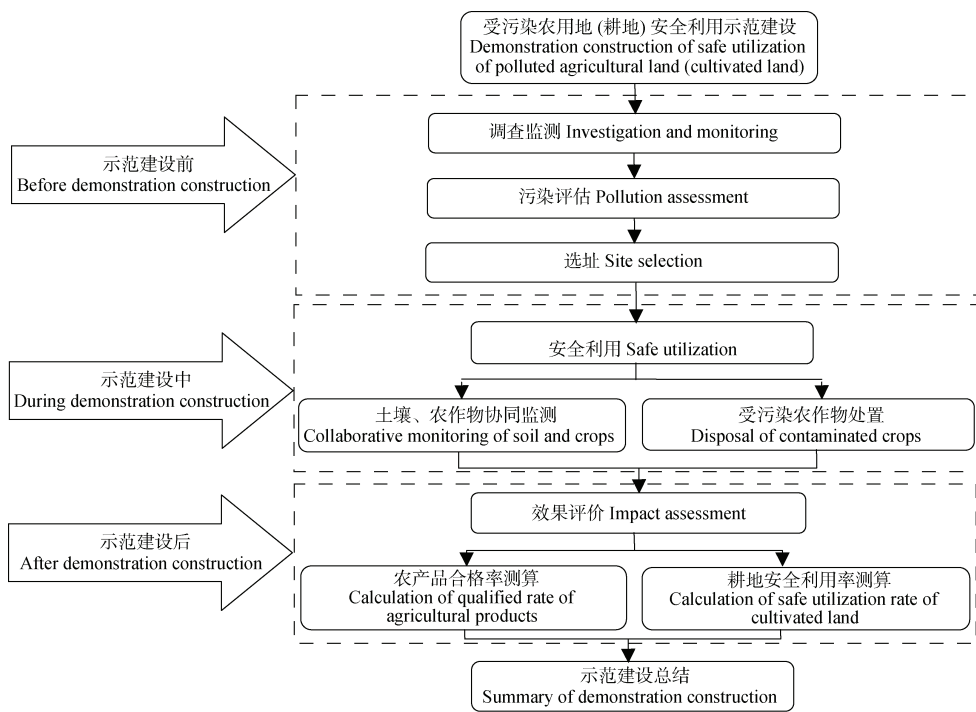 受污染农用地 (耕地) 安全利用示范建设
Demonstration construction of safe utilization
of polluted agricultural land (cultivated land)
示范建设前
Before demonstration construction
调查监测 Investigation and monitoring
污染评估 Pollution assessment
选址 Site selection
示范建设中
During demonstration construction
安全利用 Safe utilization
土壤、农作物协同监测
Collaborative monitoring of soil and crops
受污染农作物处置
Disposal of contaminated crops
示范建设后
After demonstration construction
效果评价 Impact assessment
农产品合格率测算
Calculation of qualified rate of
agricultural products
耕地安全利用率测算
Calculation of safe utilization rate of
cultivated land
示范建设总结
Summary of demonstration construction